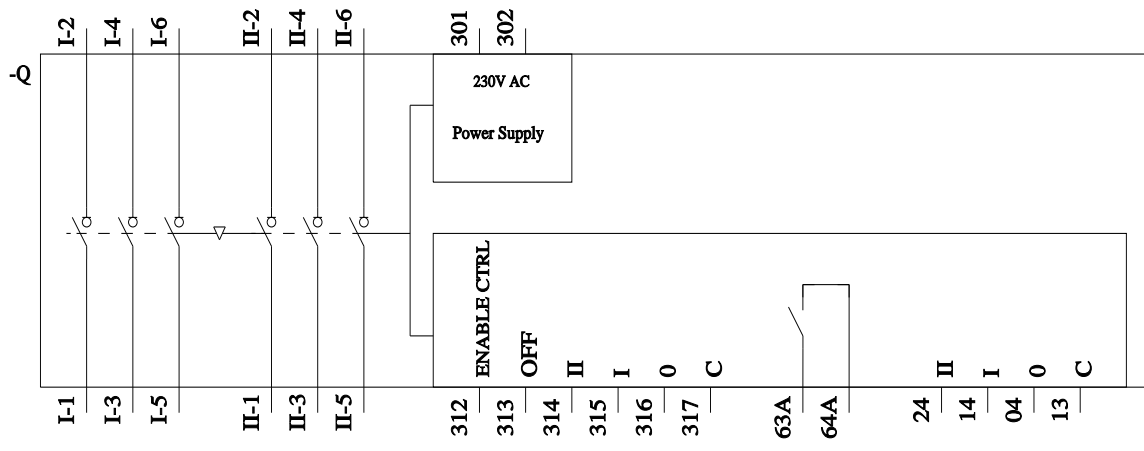 I-2
I-4
I-6
II-2
II-4
II-6
301
302
-Q
230V AC
Power Supply
ENABLE CTRL
OFF
II
I
0
C
II
I
0
C
I-1
I-3
I-5
II-1
II-3
II-5
312
313
314
315
316
317
63A
64A
24
14
04
13